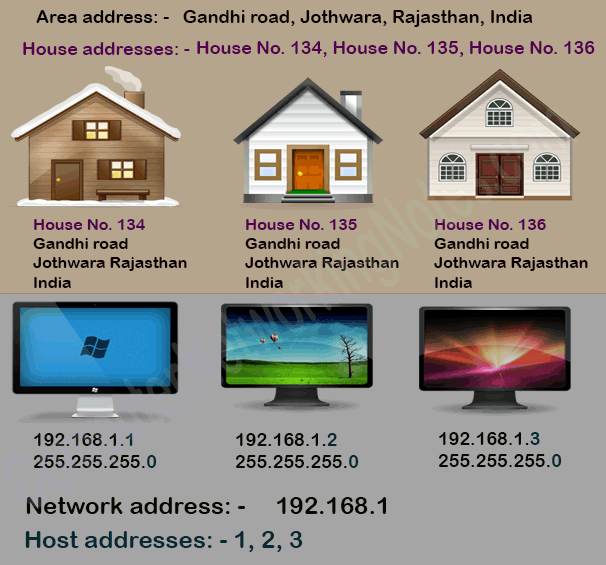 Area address: - Gandhi road, Jothwara, Rajasthan, India
House addresses: - House No. 134, House No. 135, House No. 136
House No. 134
Gandhi road
Jothwara Rajasthan
India
House No. 135
Gandhi road
Jothwara Rajasthan
India
House No. 136
Gandhi road
Jothwara Rajasthan
India
192.168.1.1
255.255.255.0
192.168.1.2
255.255.255.0
192.168.1.3
255.255.255.0
Network address: - 192.168.1
Host addresses: - 1, 2, 3